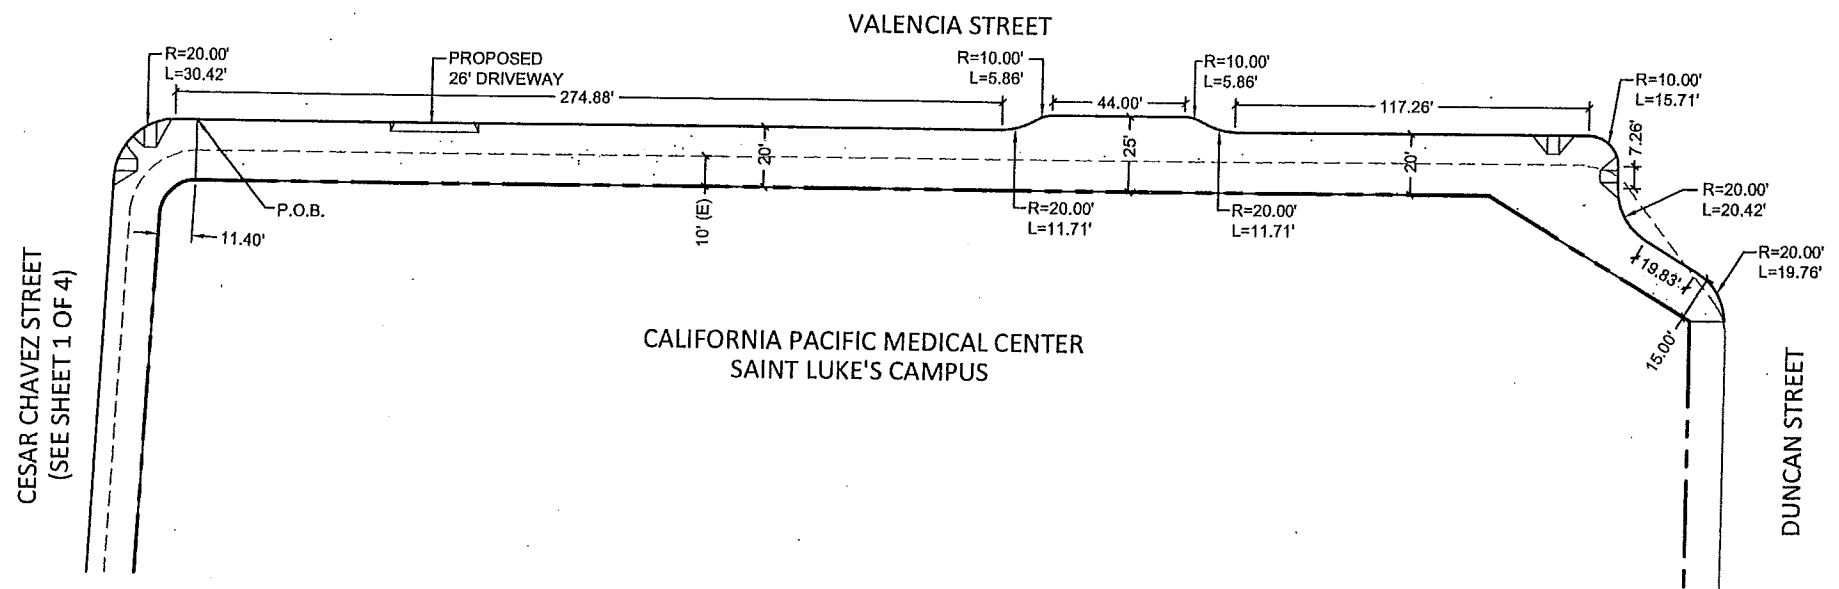 VALENCIA STREET
R=20.00'
L=30.42'
PROPOSED
26' DRIVEWAY
274.88'
R=10.00'
L=5.86'
44.00'
R=10.00'
L=5.86'
117.26'
R=10.00'
L=15.71'
7.26'
20'
25'
20'
P.O.B.
11.40'
10' (E)
R=20.00'
L=11.71'
R=20.00'
L=11.71'
R=20.00'
L=20.42'
R=20.00'
L=19.76'
19.83'
15.00'
CESAR CHAVEZ STREET
(SEE SHEET 1 OF 4)
CALIFORNIA PACIFIC MEDICAL CENTER
SAINT LUKE'S CAMPUS
DUNCAN STREET